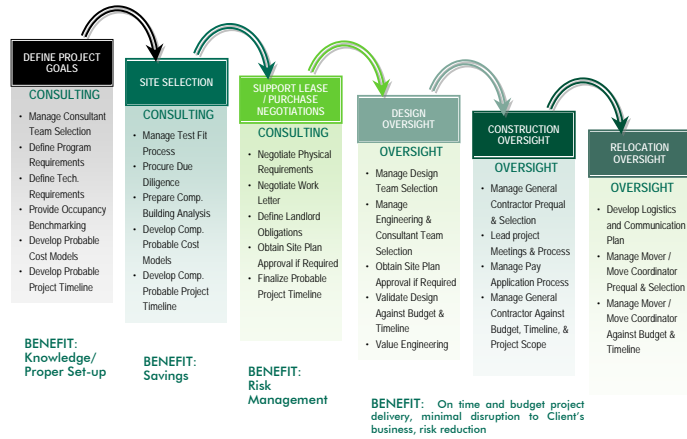 DEFINE PROJECT
GOALS
CONSULTING
• Manage Consultant
Team Selection
• Define Program
Requirements
• Define Tech.
Requirements
• Provide Occupancy
Benchmarking
• Develop Probable
Cost Models
• Develop Probable
Project Timeline
BENEFIT:
Knowledge/
Proper Set-up
SITE SELECTION
CONSULTING
• Manage Test Fit
Process
• Procure Due
Diligence
• Prepare Comp.
Building Analysis
• Develop Comp.
Probable Cost
Models
• Develop Comp.
Probable Project
Timeline
BENEFIT:
Savings
SUPPORT LEASE
/ PURCHASE
NEGOTIATIONS
CONSULTING
• Negotiate Physical
Requirements
• Negotiate Work
Letter
• Define Landlord
Obligations
• Obtain Site Plan
Approval if Required
• Finalize Probable
Project Timeline
BENEFIT:
Risk
Management
DESIGN
OVERSIGHT
OVERSIGHT
• Manage Design
Team Selection
• Manage
Engineering &
Consultant Team
Selection
• Obtain Site Plan
Approval if Required
• Validate Design
Against Budget &
Timeline
• Value Engineering
CONSTRUCTION
OVERSIGHT
OVERSIGHT
• Manage General
Contractor Prequal
& Selection
• Lead project
Meetings & Process
• Manage Pay
Application Process
• Manage General
Contractor Against
Budget, Timeline, &
Project Scope
RELOCATION
OVERSIGHT
OVERSIGHT
• Develop Logistics
and Communication
Plan
• Manage Mover /
Move Coordinator
Prequal & Selection
• Manage Mover /
Move Coordinator
Against Budget &
Timeline
BENEFIT: On time and budget project
delivery, minimal disruption to Client's
business, risk reduction